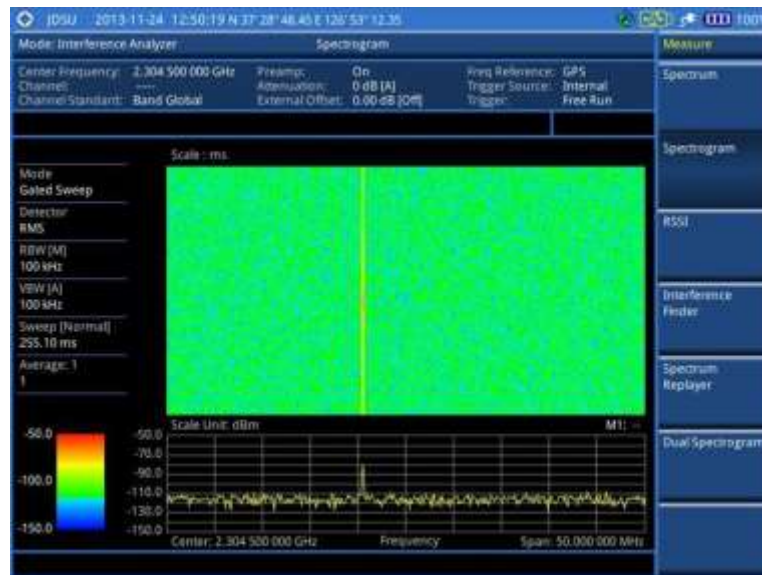 JDSU 2013-11-24 12:50:19 N 37° 28' 48.45 E 126° 53' 12.35 100%
Mode: Interference Analyzer Spectrogram Measure
Center Frequency: 2.304 500 000 GHz Preamp: On Freq Reference: GPS
Channel: ---- Attenuation: 0 dB [A] Trigger Source: Internal
Channel Standard: Band Global External Offset: 0.00 dB [Off] Trigger: Free Run
Spectrum
Scale : ms
Spectrogram
Mode
Gated Sweep
Detector
RMS
RSSI
RBW [M]
100 kHz
VBW [A]
100 kHz
Interference
Finder
Sweep [Normal]
255.10 ms
Average: 1
1
Spectrum
Replayer
Scale Unit: dBm M1: --
-50.0
-100.0
-150.0
-50.0
-70.0
-90.0
-110.0
-130.0
-150.0
Dual Spectrogram
Center: 2.304 500 000 GHz Frequency Span: 50.000 000 MHz